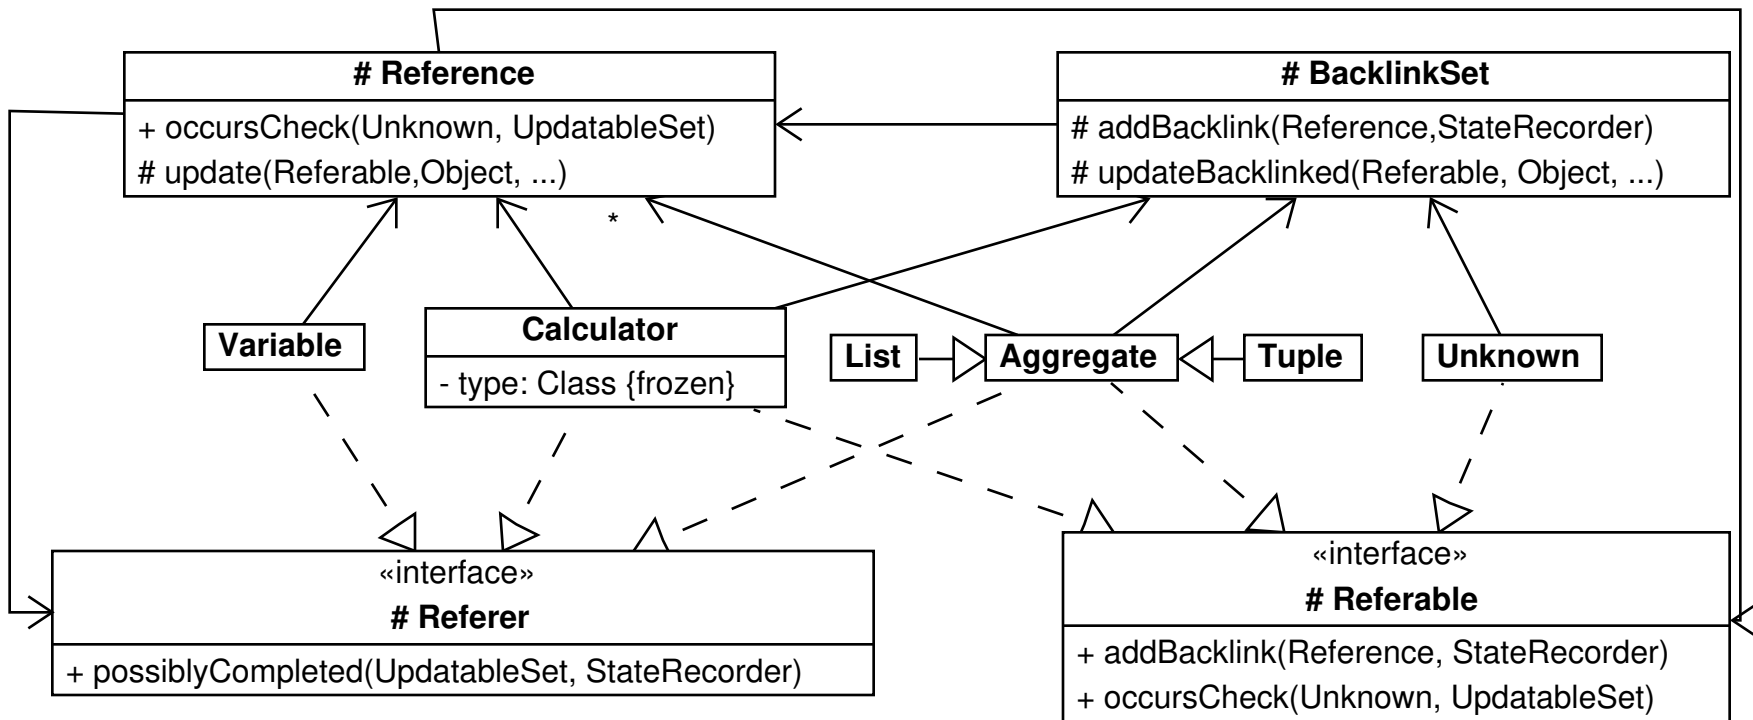 # Reference
+ occursCheck(Unknown, UpdatableSet)
# update(Referable,Object, ...)
# BacklinkSet
# addBacklink(Reference,StateRecorder)
# updateBacklinked(Referable, Object, ...)
*
Variable
Calculator
- type: Class {frozen}
List
Aggregate
Tuple
Unknown
«interface»
# Referer
+ possiblyCompleted(UpdatableSet, StateRecorder)
«interface»
# Referable
+ addBacklink(Reference, StateRecorder)
+ occursCheck(Unknown, UpdatableSet)